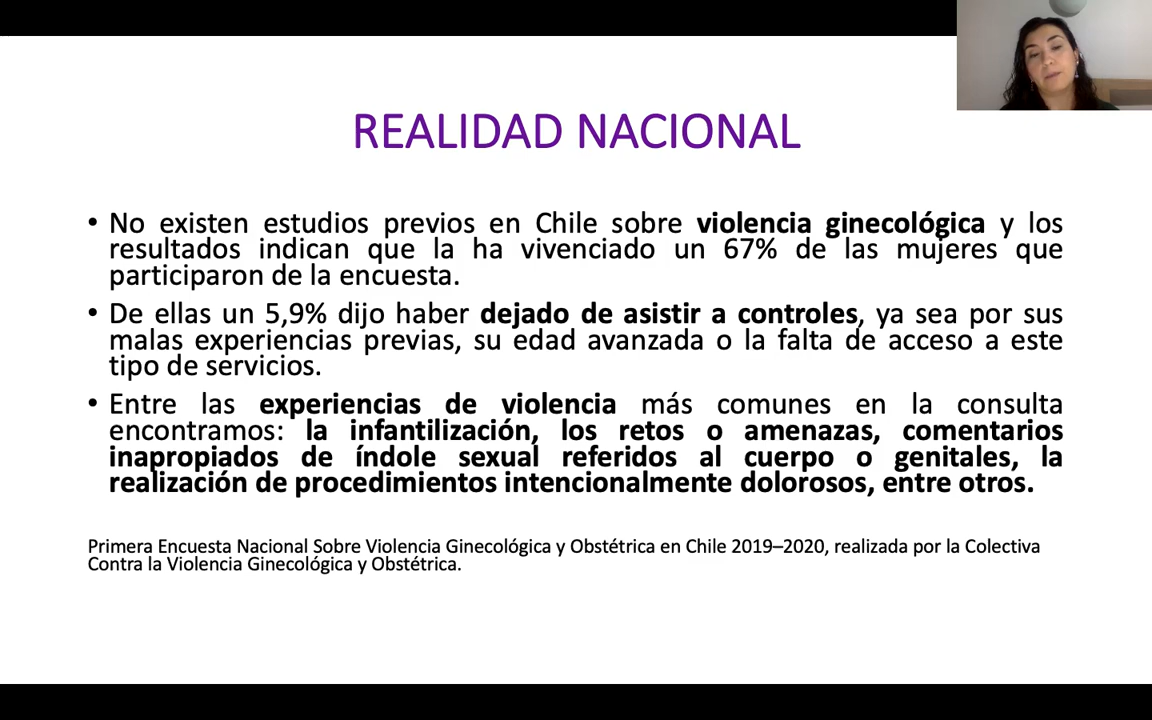 REALIDAD NACIONAL
• No existen estudios previos en Chile sobre violencia ginecológica y los
resultados indican que la ha vivenciado un 67% de las mujeres que
participaron de la encuesta.
• De ellas un 5,9% dijo haber dejado de asistir a controles, ya sea por sus
malas experiencias previas, su edad avanzada o la falta de acceso a este
tipo de servicios.
• Entre las experiencias de violencia más comunes en la consulta
encontramos: la infantilización, los retos o amenazas, comentarios
inapropiados de índole sexual referidos al cuerpo o genitales, la
realización de procedimientos intencionalmente dolorosos, entre otros.
Primera Encuesta Nacional Sobre Violencia Ginecológica y Obstétrica en Chile 2019–2020, realizada por la Colectiva
Contra la Violencia Ginecológica y Obstétrica.